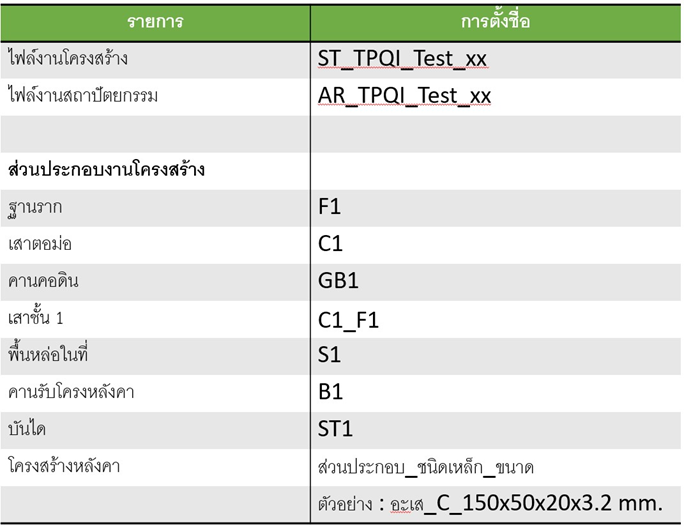 รายการ การตั้งชื่อ
ไฟล์งานโครงสร้าง ST_TPQI_Test_xx
ไฟล์งานสถาปัตยกรรม AR_TPQI_Test_xx
ส่วนประกอบงานโครงสร้าง
ฐานราก F1
เสาตอม่อ C1
คานคอดิน GB1
เสาชั้น 1 C1_F1
พื้นหล่อในที่ S1
คานรับโครงหลังคา B1
บันได ST1
โครงสร้างหลังคา ส่วนประกอบ_ชนิดเหล็ก_ขนาด
ตัวอย่าง : อะเส_C_150x50x20x3.2 mm.